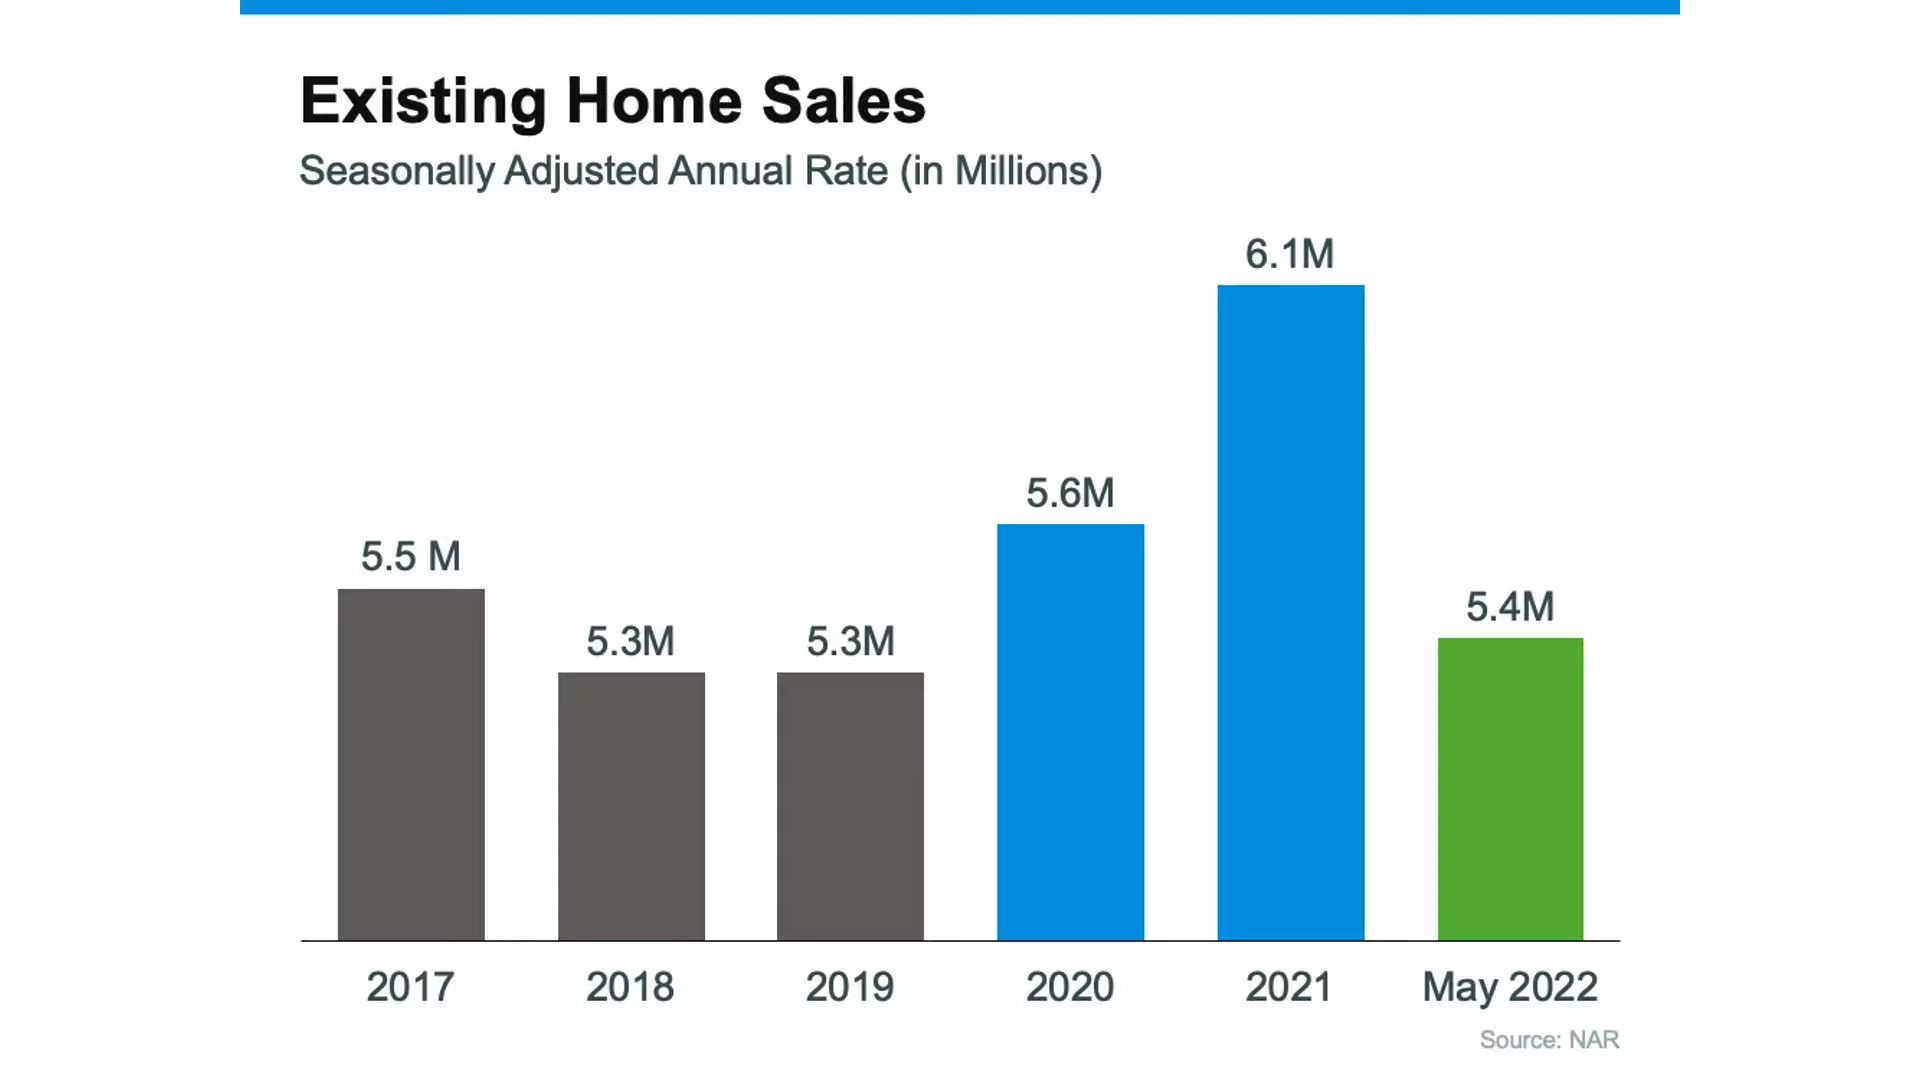 Existing Home Sales
Seasonally Adjusted Annual Rate (in Millions)
5.5 M
5.3M
5.3M
5.6M
6.1M
5.4M
2017
2018
2019
2020
2021
May 2022
Source: NAR